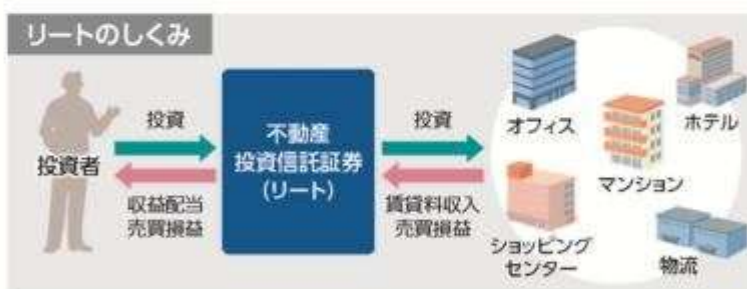 リートのしくみ
投資者
投資
収益配当
売買損益
不動産
投資信託証券
(リート)
投資
賃貸料収入
売買損益
オフィス
ホテル
マンション
ショッピング
センター
物流